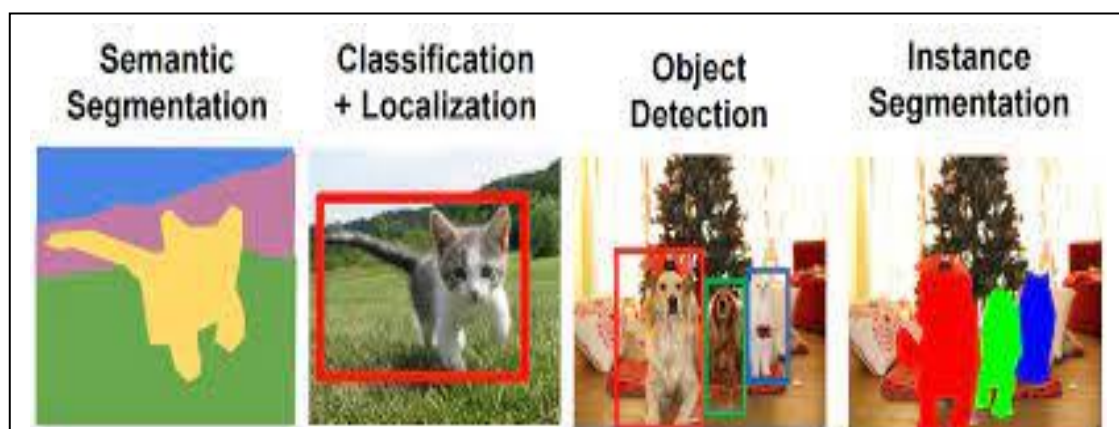 Semantic
Segmentation
Classification
+ Localization
Object
Detection
Instance
Segmentation